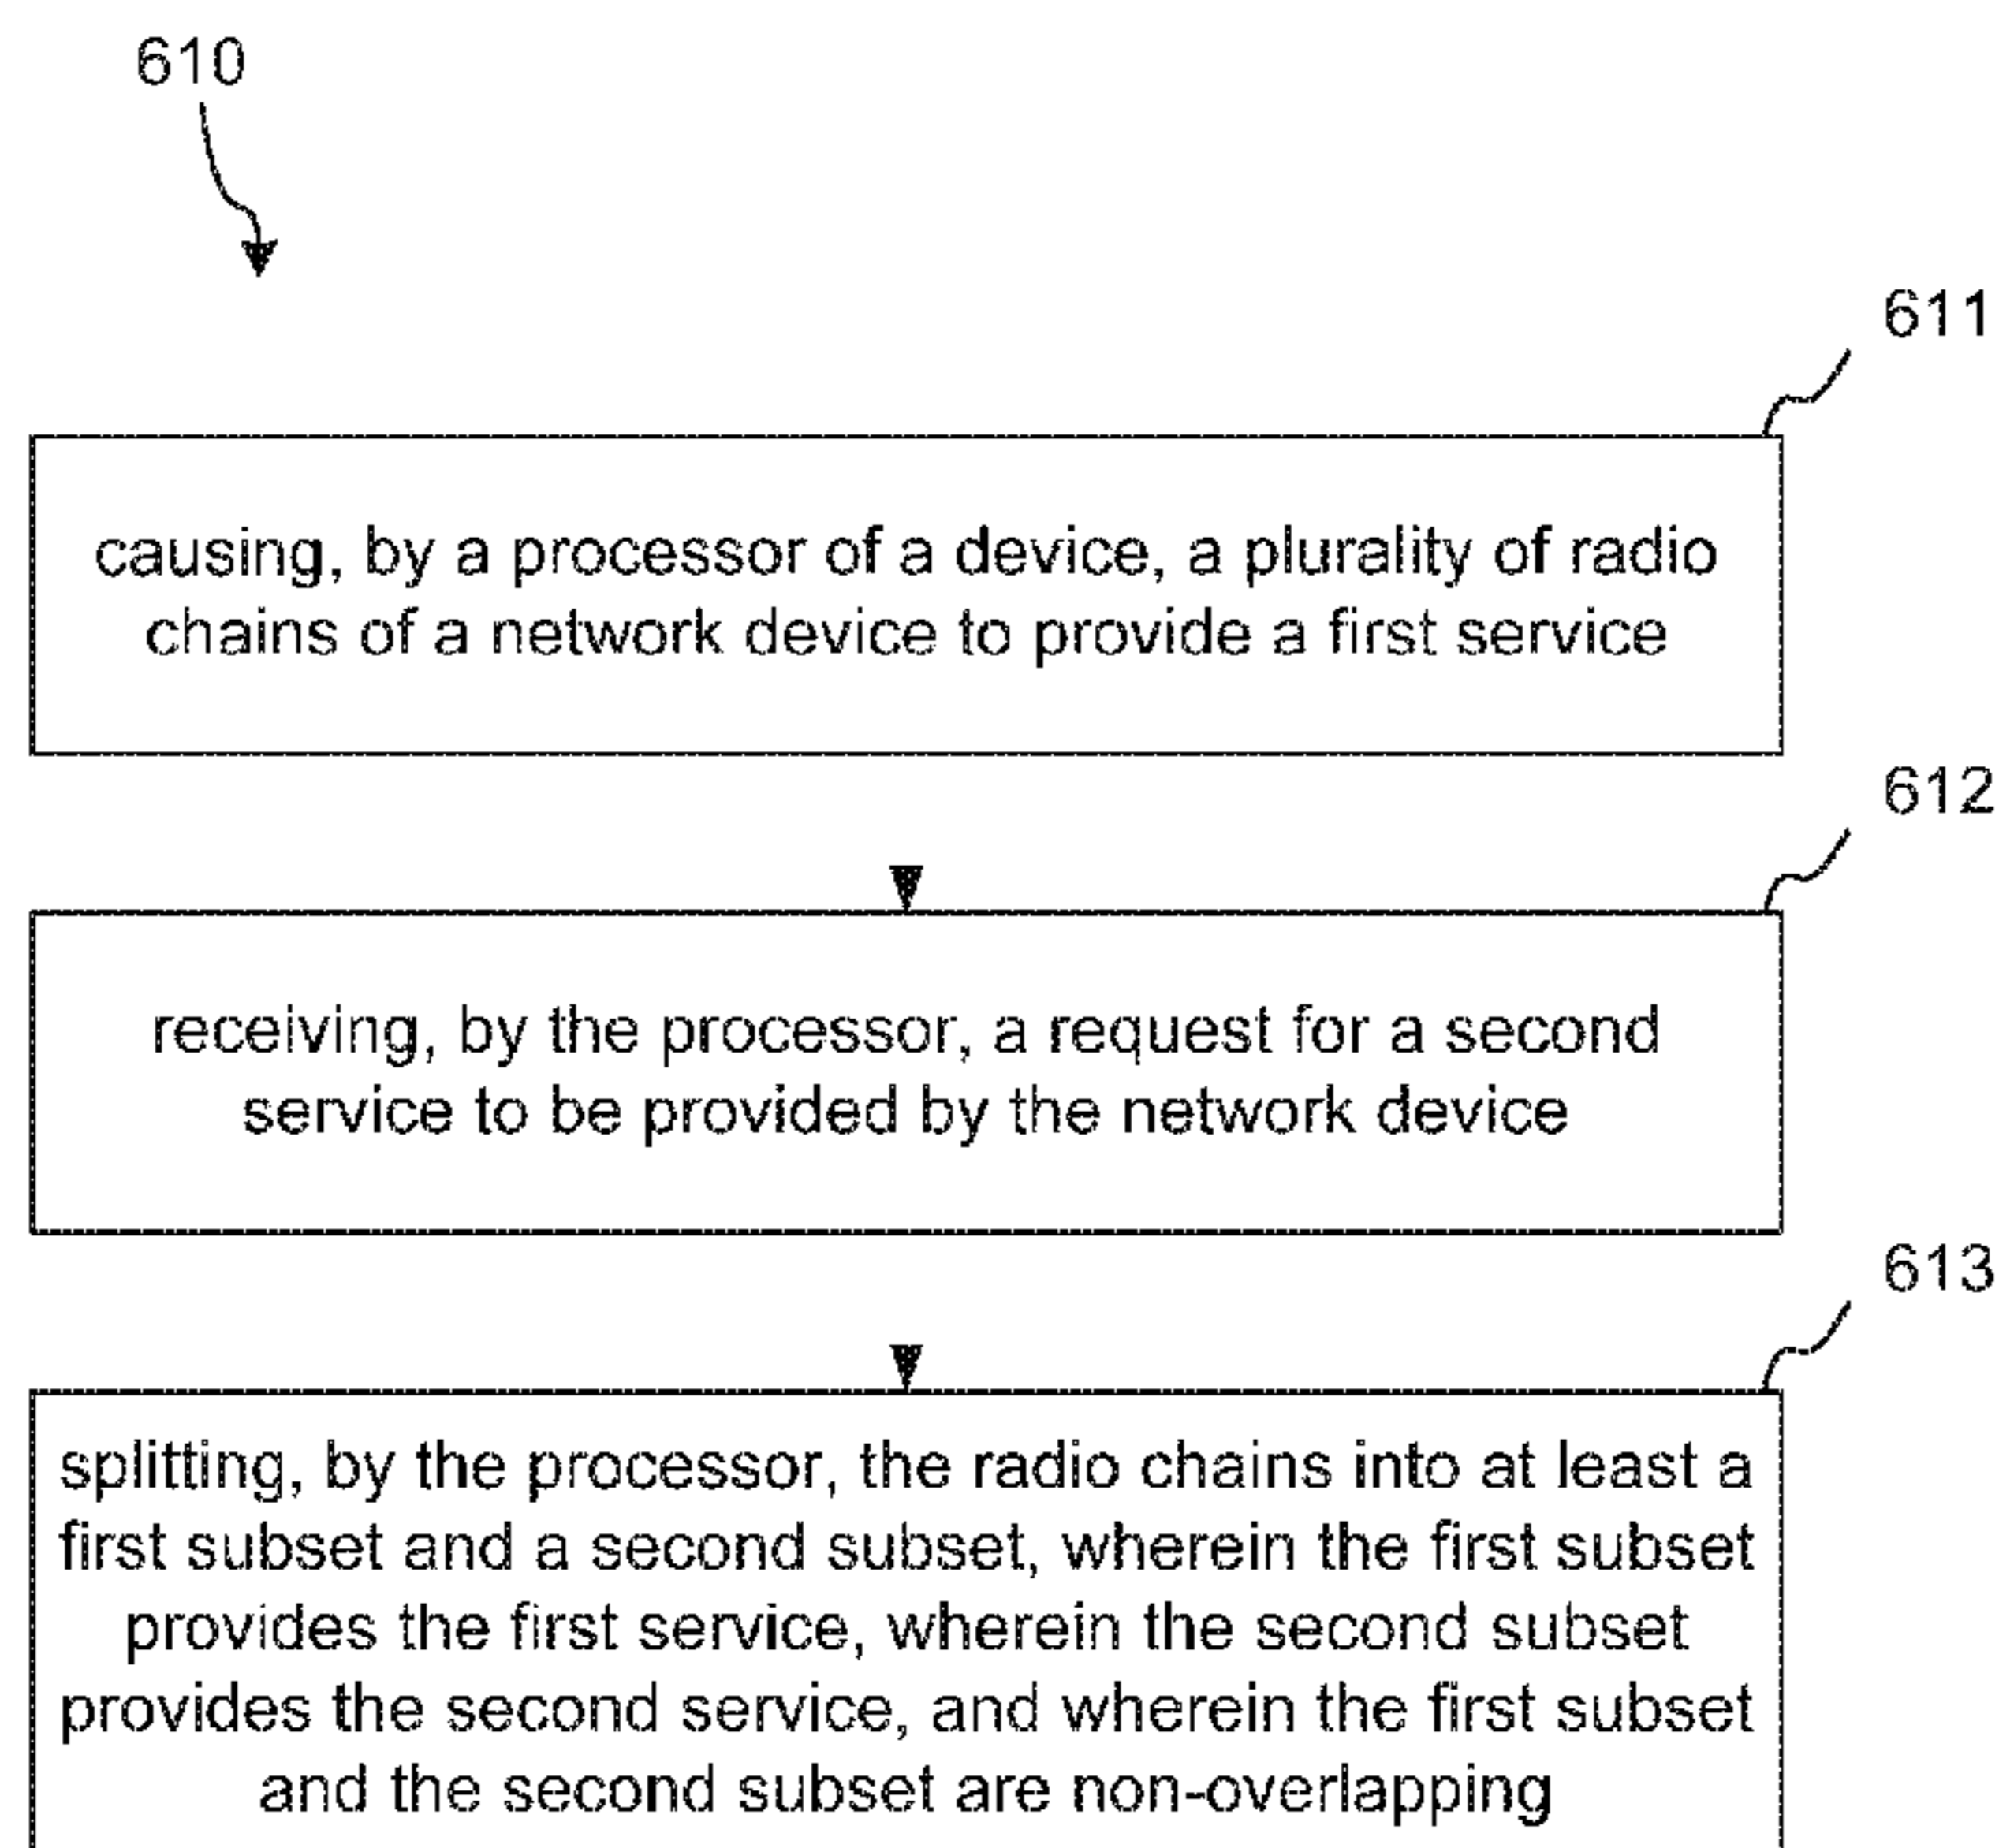 610
611
causing, by a processor of a device, a plurality of radio
chains of a network device to provide a first service
612
receiving, by the processor, a request for a second
service to be provided by the network device
613
splitting, by the processor, the radio chains into at least a
first subset and a second subset, wherein the first subset
provides the first service, wherein the second subset
provides the second service, and wherein the first subset
and the second subset are non-overlapping